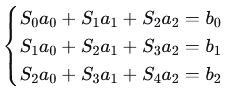 S₀a₀ + S₁a₁ + S₂a₂ = b₀
S₁a₀ + S₂a₁ + S₃a₂ = b₁
S₂a₀ + S₃a₁ + S₄a₂ = b₂